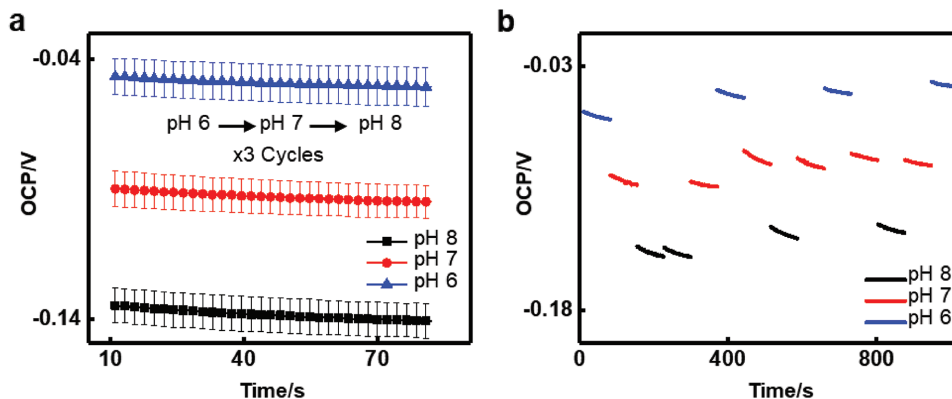 a
-0.04
-0.14
OCP/V
pH 6 → pH 7 → pH 8
x3 Cycles
pH 8
pH 7
pH 6
10
40
70
Time/s
b
-0.03
-0.18
OCP/V
pH 8
pH 7
pH 6
0
400
800
Time/s